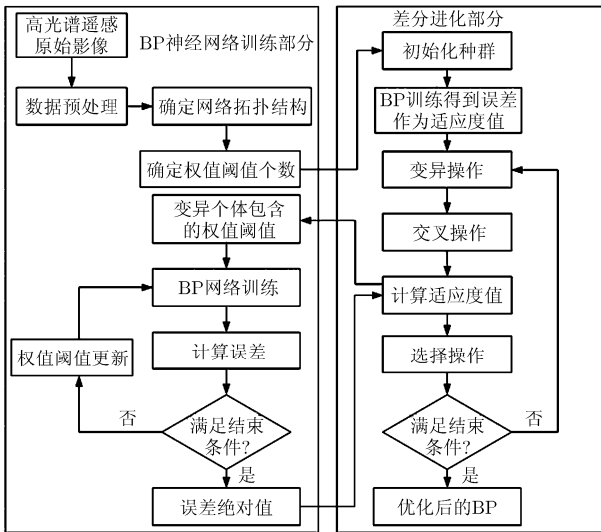 高光谱遥感
原始影像
BP神经网络训练部分
数据预处理
确定网络拓扑结构
确定权值阈值个数
变异个体包含
的权值阈值
BP网络训练
权值阈值更新
计算误差
否
满足结束
条件?
是
误差绝对值
差分进化部分
初始化种群
BP训练得到误差
作为适应度值
变异操作
交叉操作
计算适应度值
选择操作
满足结束
条件?
否
是
优化后的BP